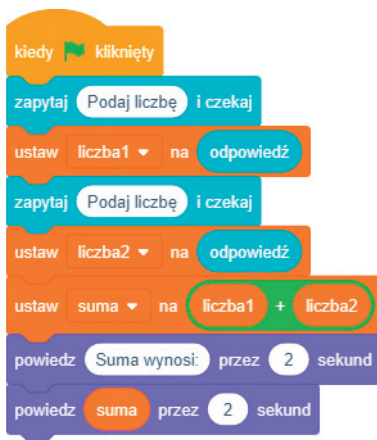 kiedy kliknięty
zapytaj Podaj liczbę i czekaj
ustaw liczba1 na odpowiedź
zapytaj Podaj liczbę i czekaj
ustaw liczba2 na odpowiedź
ustaw suma na liczba1 + liczba2
powiedz Suma wynosi: przez 2 sekund
powiedz suma przez 2 sekund